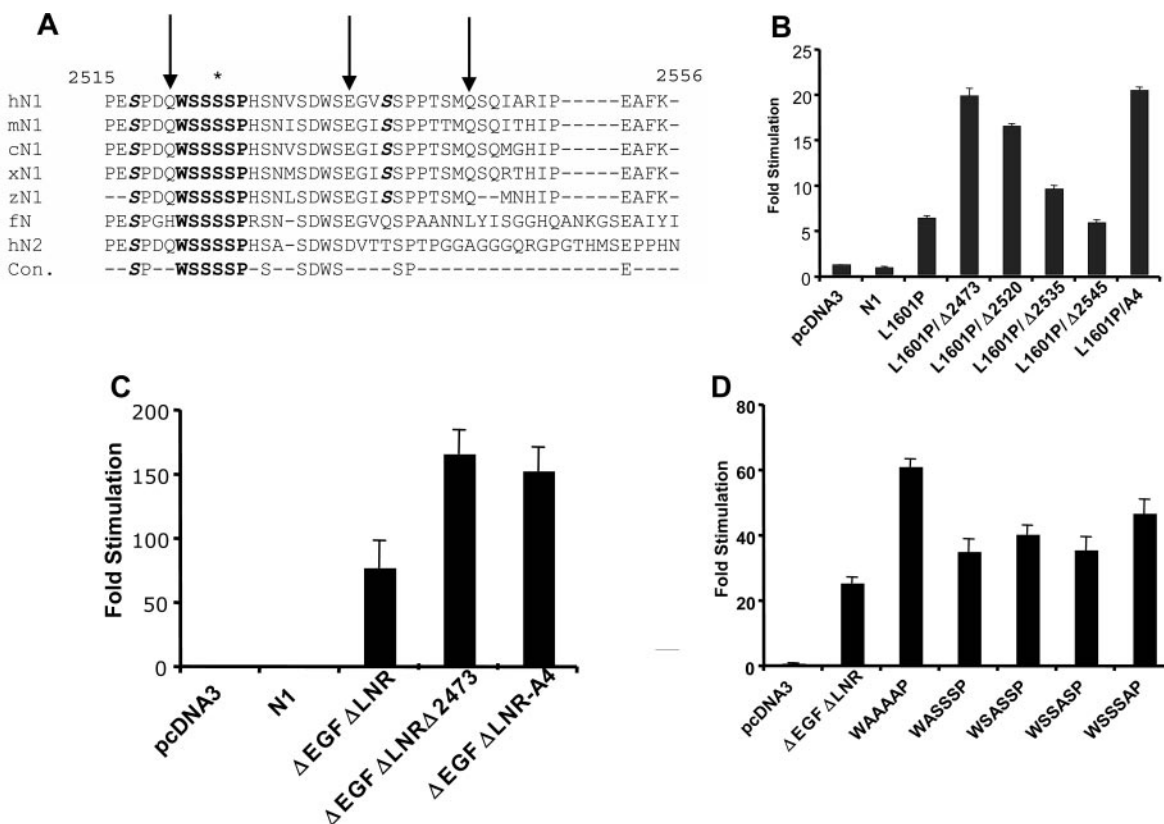 A
2515 * 2556
hN1 PESPDQWSSSSPHSNVSDWSEGVSSPPTSMQSQIARIP-----EAFK-
mN1 PESPDQWSSSSPHSNISDWSEGISSPPTTMQSQITHIP-----EAFK-
cN1 PESPDQWSSSSPHSNVSDWSEGISSPPTSMQSQMGHIP-----EAFK-
xN1 PESPDQWSSSSPHSNMSDWSEGISSPPTSMQSQRTHIP-----EAFK-
zN1 --SPDQWSSSSPHSNLSDWSEGISSPPTSMQ--MNHIP-----EAFK-
fN PESPGHWSSSSPRSN-SDWSEGVQSPAANNLYISGGHQANKGSEAIYI
hN2 PESPDQWSSSSPHSA-SDWSDVTTSPTPGGAGGGQRGPGTHMSEPPHN
Con. --SP--WSSSSP-S--SDWS----SP-----------------E----
B
Fold Stimulation
25
20
15
10
5
0
pcDNA3
N1
L1601P
L1601P/Δ2473
L1601P/Δ2520
L1601P/Δ2535
L1601P/Δ2545
L1601P/A4
C
Fold Stimulation
200
150
100
50
0
pcDNA3
N1
ΔEGF ΔLNR
ΔEGF ΔLNRΔ2473
ΔEGF ΔLNR-A4
D
Fold Stimulation
80
60
40
20
0
pcDNA3
ΔEGF ΔLNR
WAAAAP
WASSSP
WSASSP
WSSASP
WSSSAP